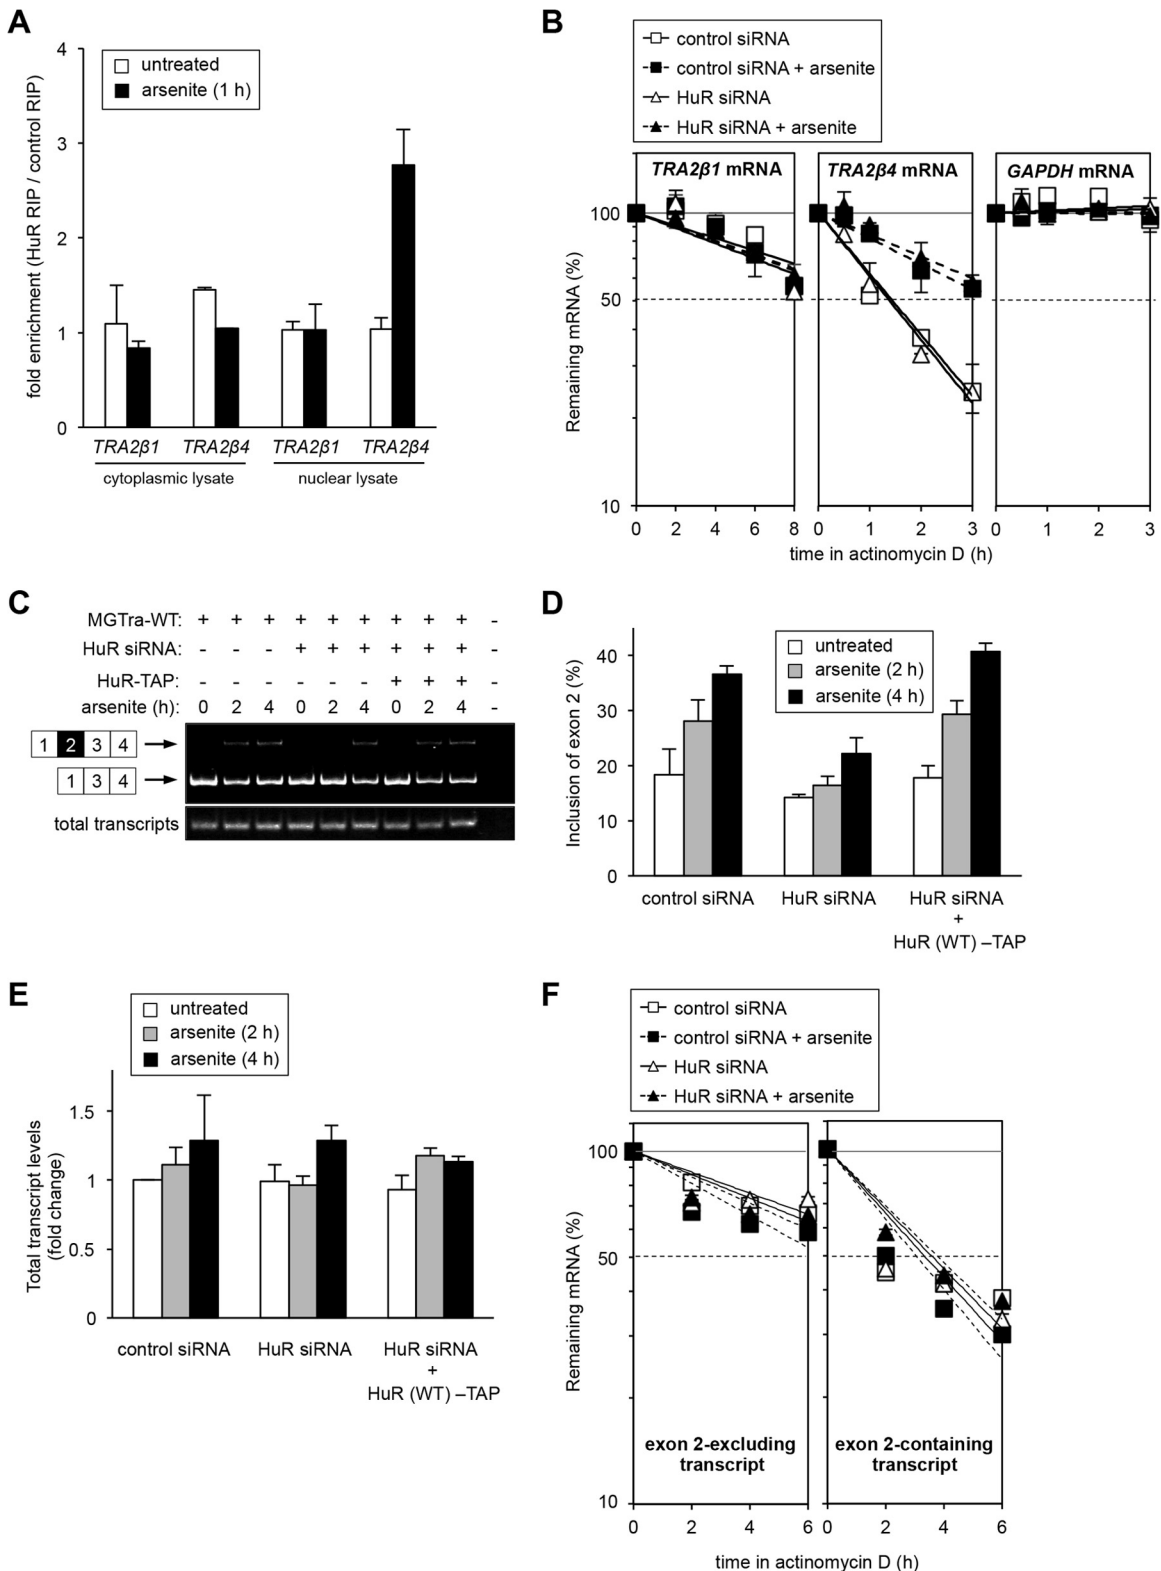 A
4
3
2
1
0
fold enrichment (HuR RIP / control RIP)
untreated
arsenite (1 h)
TRA2β1 TRA2β4 TRA2β1 TRA2β4
cytoplasmic lysate nuclear lysate
B
control siRNA
control siRNA + arsenite
HuR siRNA
HuR siRNA + arsenite
TRA2β1 mRNA TRA2β4 mRNA GAPDH mRNA
Remaining mRNA (%)
100
50
10
0 2 4 6 8 0 1 2 3 0 1 2 3
time in actinomycin D (h)
C
MGTra-WT: + + + + + + + + + -
HuR siRNA: - - - + + + + + + -
HuR-TAP: - - - - - - + + + -
arsenite (h): 0 2 4 0 2 4 0 2 4 -
1 2 3 4
1 3 4
total transcripts
D
untreated
arsenite (2 h)
arsenite (4 h)
Inclusion of exon 2 (%)
40
30
20
10
0
control siRNA HuR siRNA HuR siRNA
+
HuR (WT) –TAP
E
untreated
arsenite (2 h)
arsenite (4 h)
Total transcript levels
(fold change)
1.5
1
0.5
0
control siRNA HuR siRNA HuR siRNA
+
HuR (WT) –TAP
F
control siRNA
control siRNA + arsenite
HuR siRNA
HuR siRNA + arsenite
Remaining mRNA (%)
100
50
10
exon 2-excluding
transcript
exon 2-containing
transcript
0 2 4 6 0 2 4 6
time in actinomycin D (h)